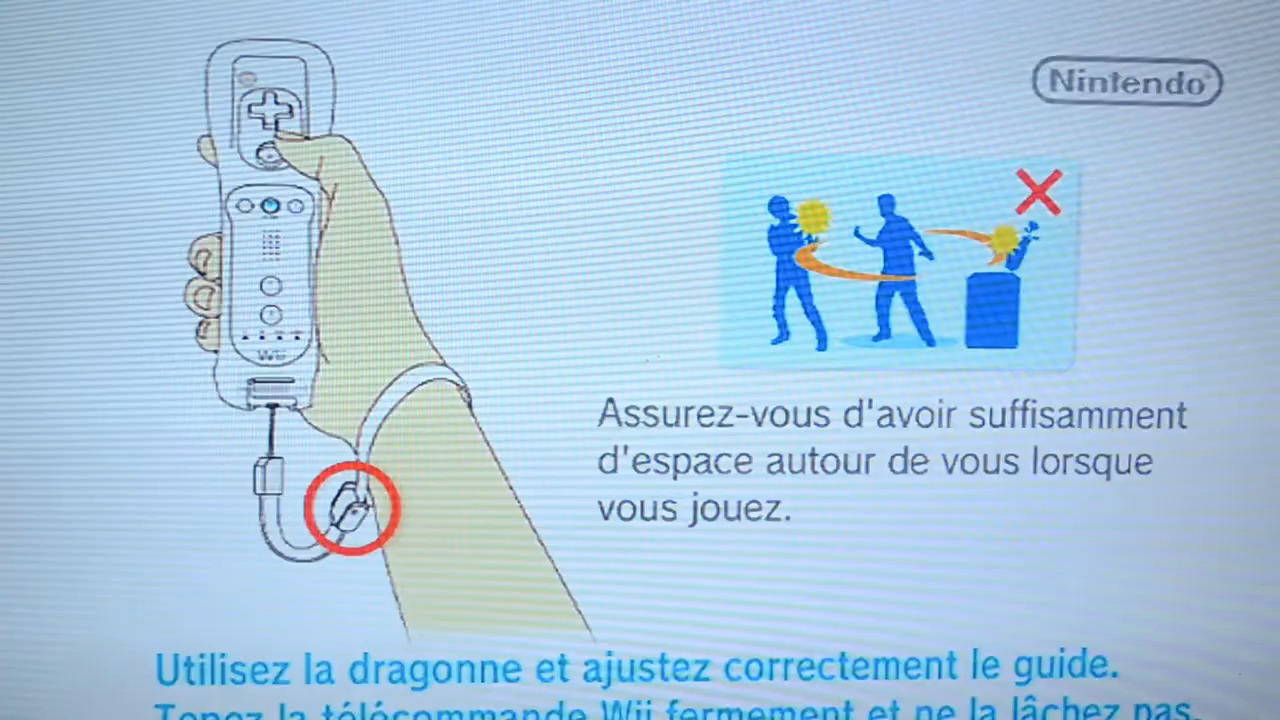 Nintendo
Wii
Assurez-vous d'avoir suffisamment
d'espace autour de vous lorsque
vous jouez.
Utilisez la dragonne et ajustez correctement le guide.
Tenez la télécommande Wii fermement et ne la lâchez pas.